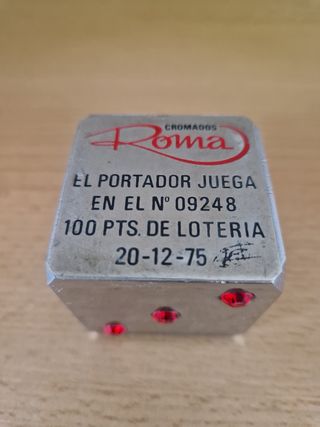 CROMADOS
Roma
EL PORTADOR JUEGA
EN EL Nº 09248
100 PTS. DE LOTERIA
20-12-75